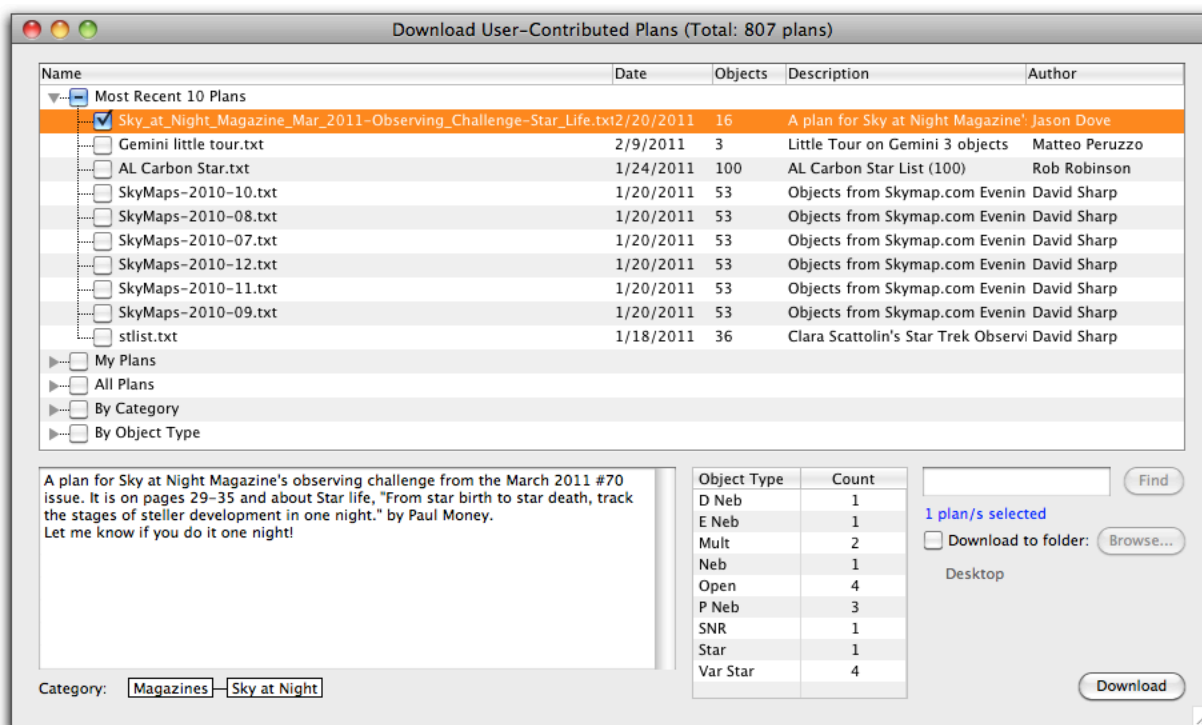 Download User-Contributed Plans (Total: 807 plans)
Name Date Objects Description Author
Most Recent 10 Plans
Sky_at_Night_Magazine_Mar_2011-Observing_Challenge-Star_Life.txt 2/20/2011 16 A plan for Sky at Night Magazine's Jason Dove
Gemini little tour.txt 2/9/2011 3 Little Tour on Gemini 3 objects Matteo Peruzzo
AL Carbon Star.txt 1/24/2011 100 AL Carbon Star List (100) Rob Robinson
SkyMaps-2010-10.txt 1/20/2011 53 Objects from Skymap.com Evenin David Sharp
SkyMaps-2010-08.txt 1/20/2011 53 Objects from Skymap.com Evenin David Sharp
SkyMaps-2010-07.txt 1/20/2011 53 Objects from Skymap.com Evenin David Sharp
SkyMaps-2010-12.txt 1/20/2011 53 Objects from Skymap.com Evenin David Sharp
SkyMaps-2010-11.txt 1/20/2011 53 Objects from Skymap.com Evenin David Sharp
SkyMaps-2010-09.txt 1/20/2011 53 Objects from Skymap.com Evenin David Sharp
stlist.txt 1/18/2011 36 Clara Scattolin's Star Trek Observi David Sharp
My Plans
All Plans
By Category
By Object Type
A plan for Sky at Night Magazine's observing challenge from the March 2011 #70
issue. It is on pages 29-35 and about Star life, "From star birth to star death, track
the stages of steller development in one night." by Paul Money.
Let me know if you do it one night!
Category: Magazines Sky at Night
Object Type Count
D Neb 1
E Neb 1
Mult 2
Neb 1
Open 4
P Neb 3
SNR 1
Star 1
Var Star 4
Find
1 plan/s selected
Download to folder: Browse...
Desktop
Download